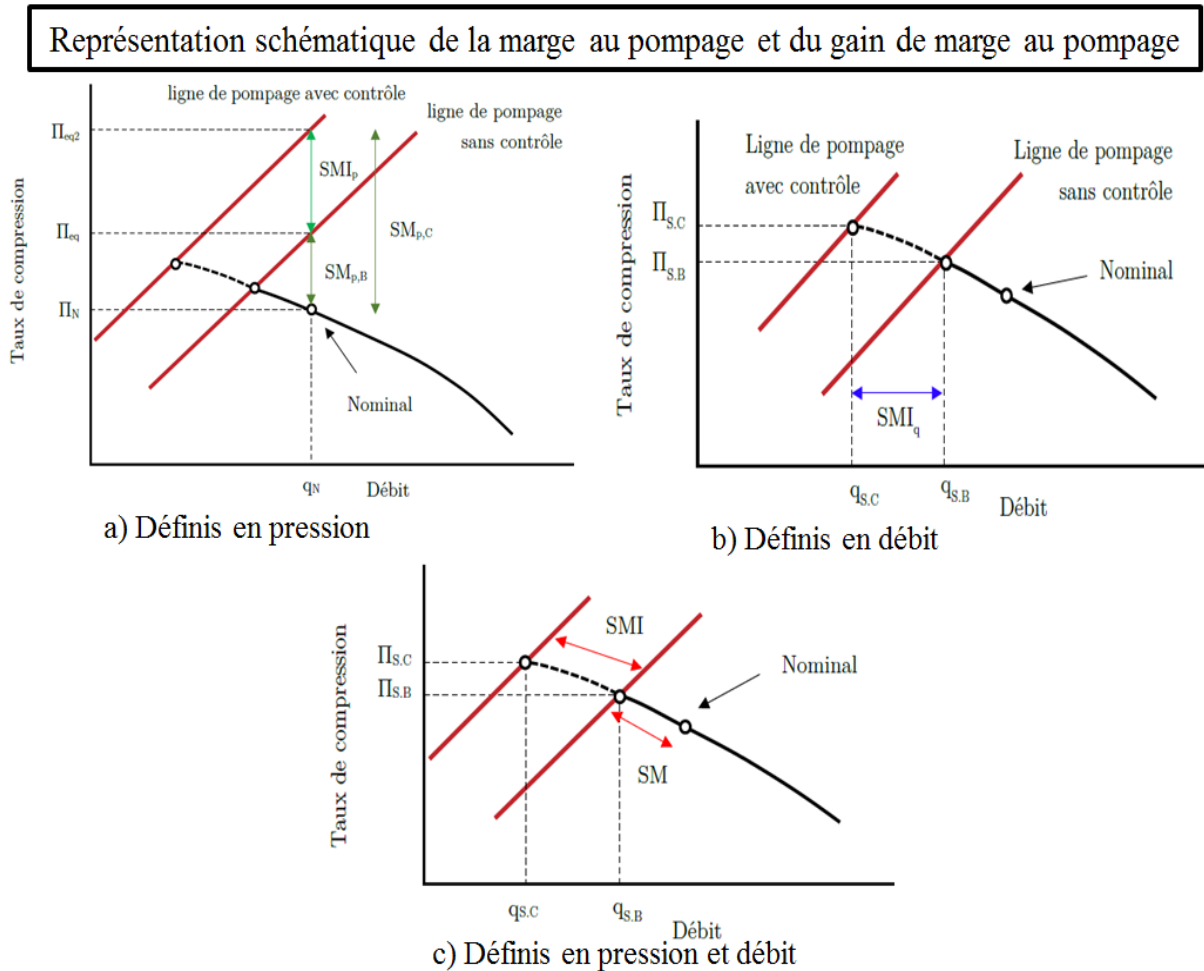 Représentation schématique de la marge au pompage et du gain de marge au pompage
ligne de pompage avec contrôle
ligne de pompage
sans contrôle
Taux de compression
Π_eq2
Π_eq
Π_N
SMI_p
SM_p,C
SM_p,B
Nominal
q_N
Débit
a) Définis en pression
Ligne de pompage
avec contrôle
Ligne de pompage
sans contrôle
Taux de compression
Π_S.C
Π_S.B
Nominal
SMI_q
q_S.C
q_S.B
Débit
b) Définis en débit
Taux de compression
Π_S.C
Π_S.B
SMI
Nominal
SM
q_S.C
q_S.B
Débit
c) Définis en pression et débit